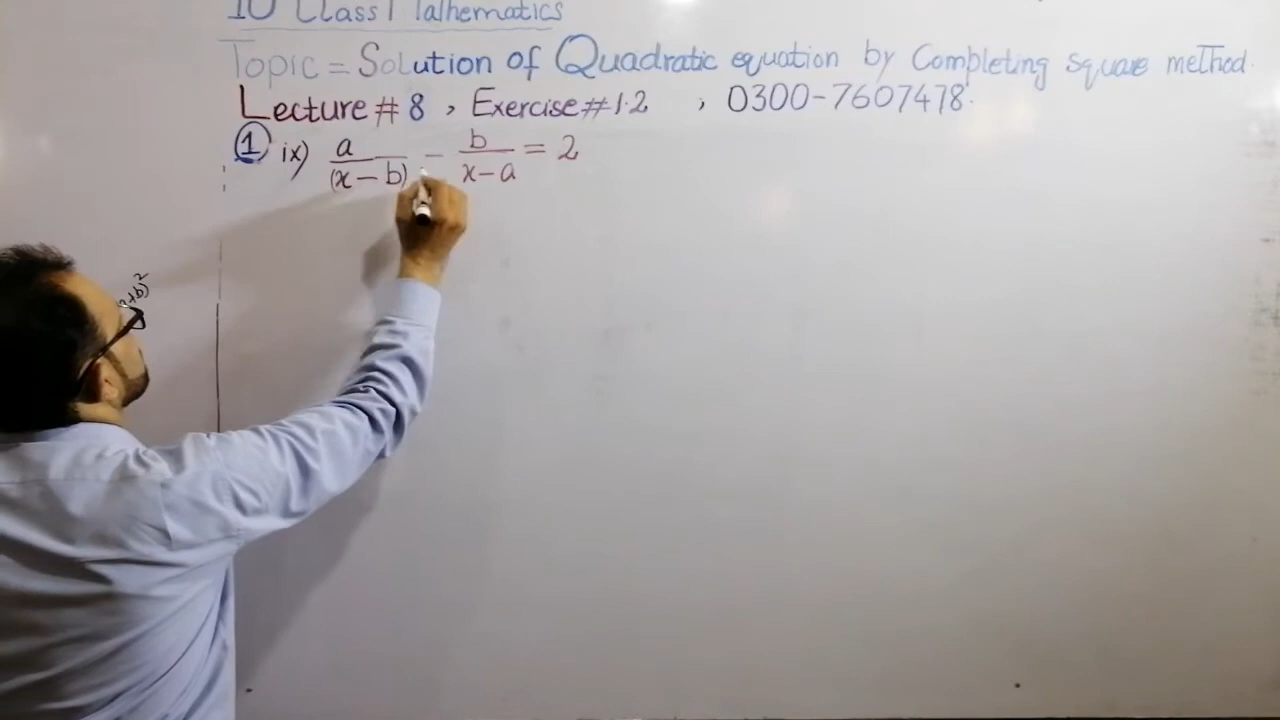 10 Class Mathematics
Topic = Solution of Quadratic equation by Completing square method.
Lecture # 8 , Exercise # 1.2 , 0300-7607478.
1 ix) a/(x-b) - b/x-a = 2
+b)²